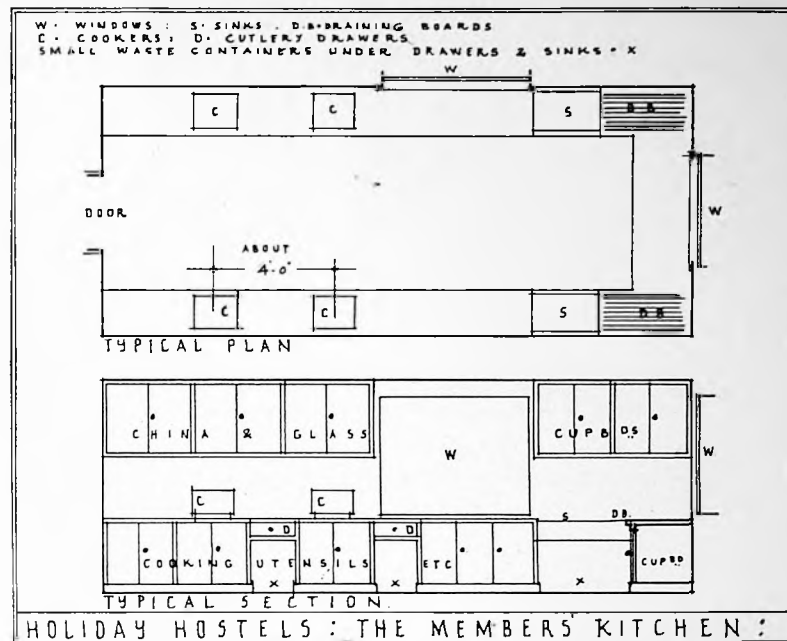 W · WINDOWS : S · SINKS . D.B · DRAINING BOARDS
C · COOKERS : D · CUTLERY DRAWERS
SMALL WASTE CONTAINERS UNDER DRAWERS & SINKS · X
W
C C S D B
DOOR W
ABOUT
4'·0"
C C S D B
TYPICAL PLAN
CHINA & GLASS CUPBDS
W W
C C
S DB.
D D
COOKING UTENSILS ETC CUPBD
X X X
TYPICAL SECTION
HOLIDAY HOSTELS : THE MEMBERS' KITCHEN :